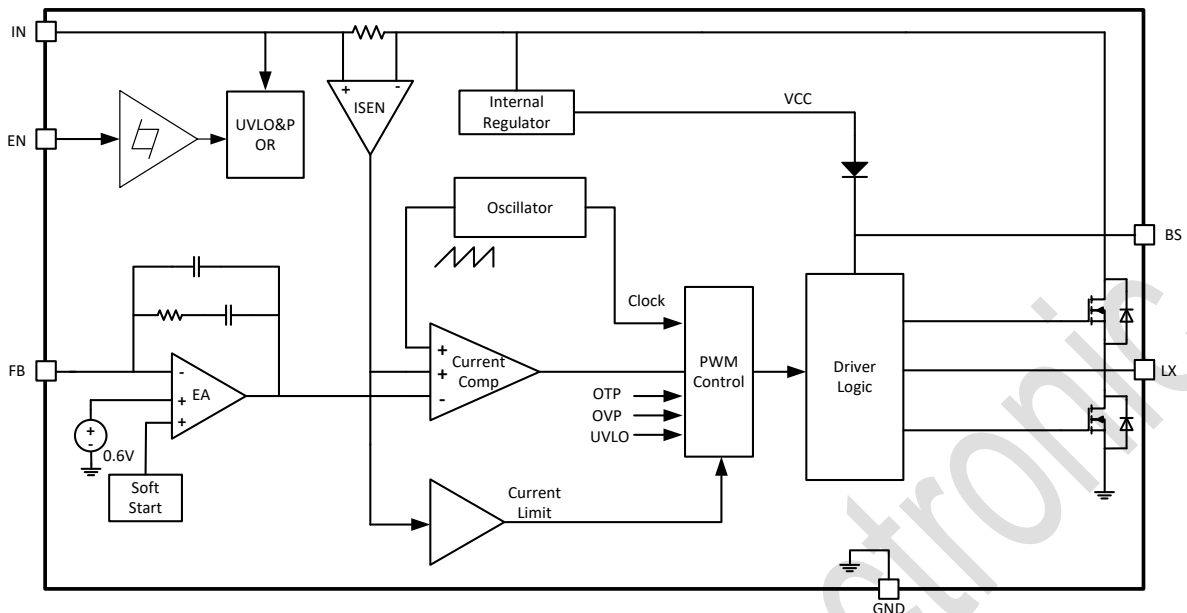 IN
ISEN
+
-
Internal
Regulator
VCC
EN
UVLO&P
OR
Oscillator
BS
Clock
FB
-
EA
+
+
+
Current
+
Comp
-
PWM
Control
Driver
Logic
LX
OTP
OVP
UVLO
+
-
0.6V
Soft
Start
Current
Limit
GND